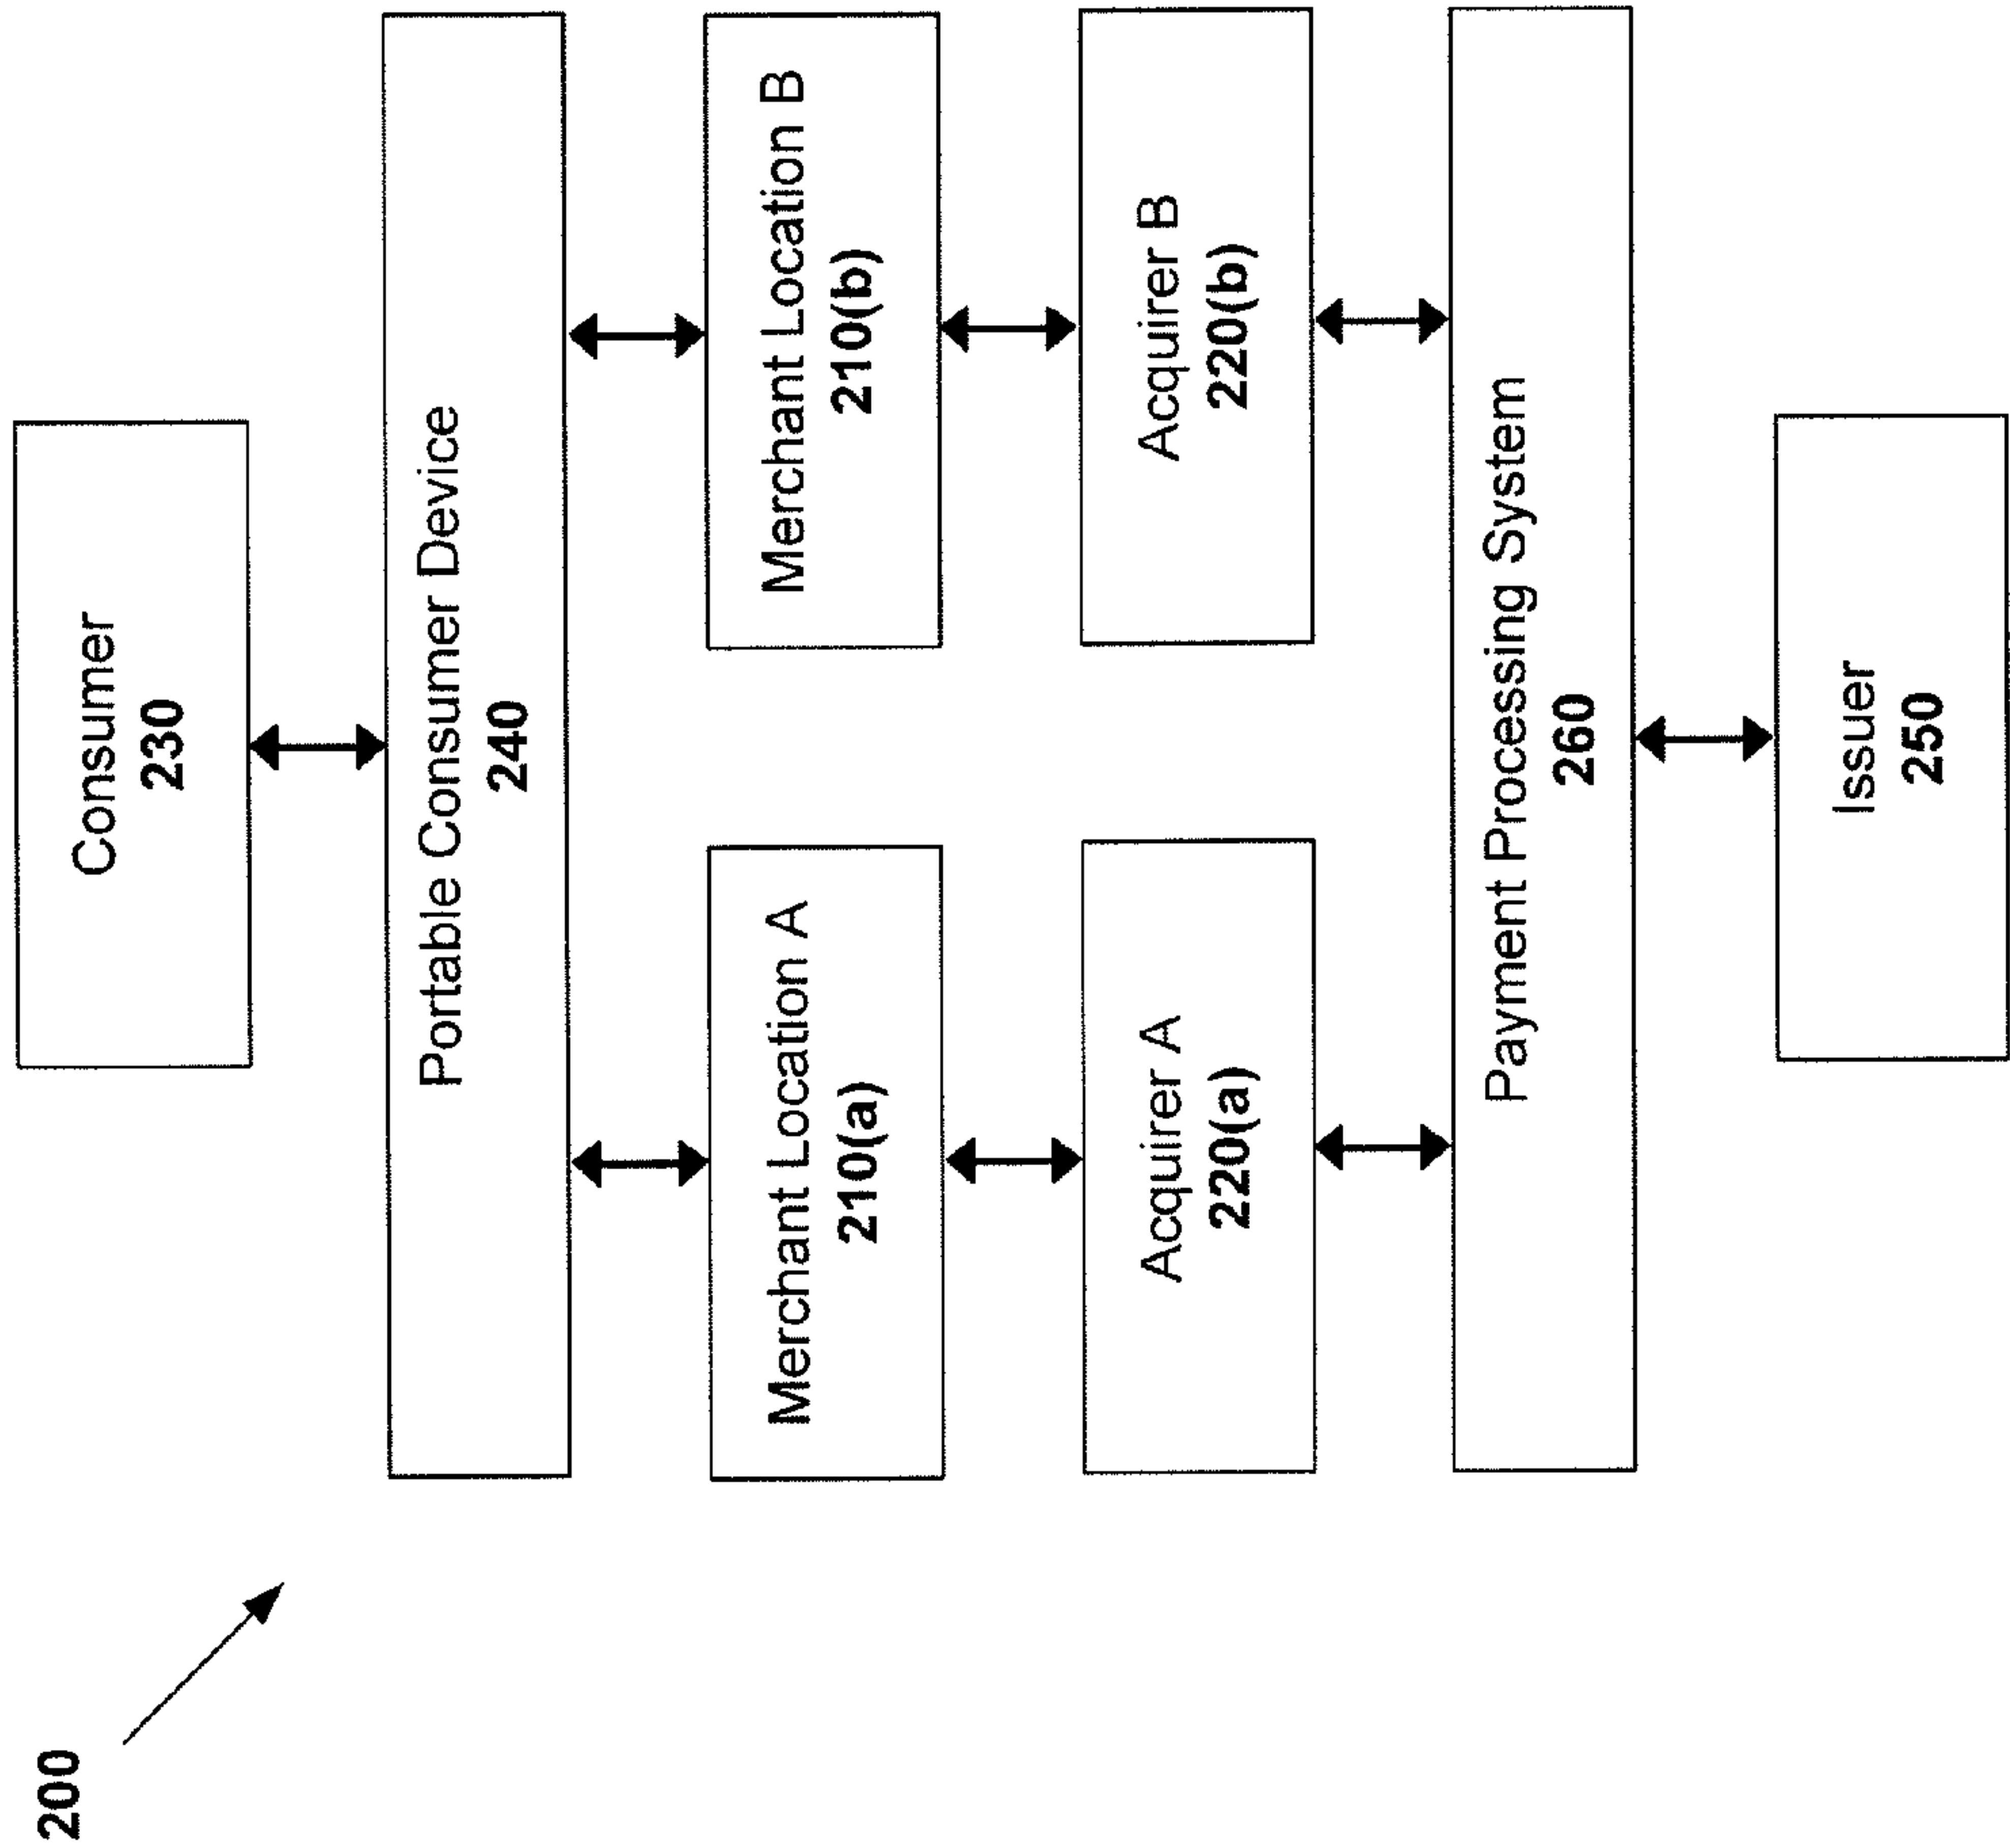 200
Consumer
230
Portable Consumer Device
240
Merchant Location A
210(a)
Merchant Location B
210(b)
Acquirer A
220(a)
Acquirer B
220(b)
Payment Processing System
260
Issuer
250